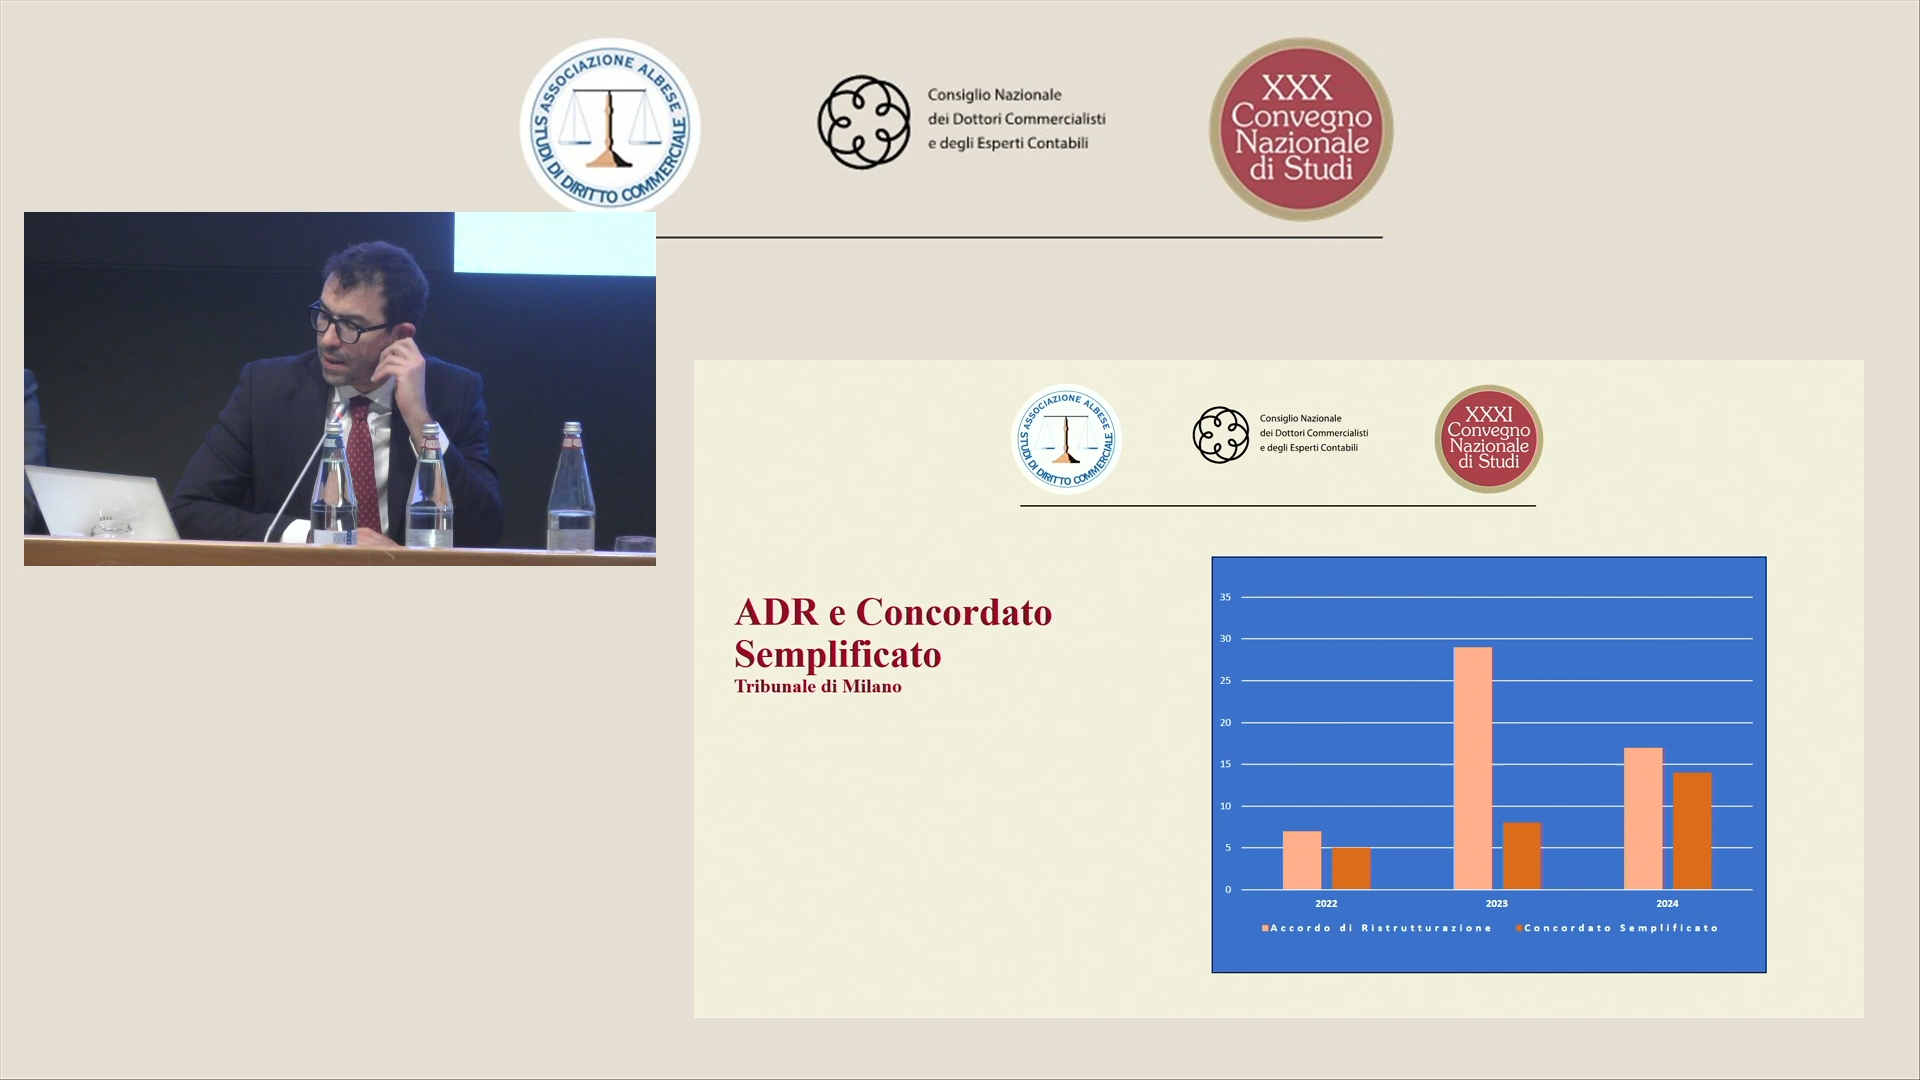 ASSOCIAZIONE ALBESE
STUDI DI DIRITTO COMMERCIALE
Consiglio Nazionale
dei Dottori Commercialisti
e degli Esperti Contabili
XXX
Convegno
Nazionale
di Studi
ASSOCIAZIONE ALBESE
STUDI DI DIRITTO COMMERCIALE
Consiglio Nazionale
dei Dottori Commercialisti
e degli Esperti Contabili
XXXI
Convegno
Nazionale
di Studi
ADR e Concordato
Semplificato
Tribunale di Milano
35
30
25
20
15
10
5
0
2022 2023 2024
Accordo di Ristrutturazione Concordato Semplificato